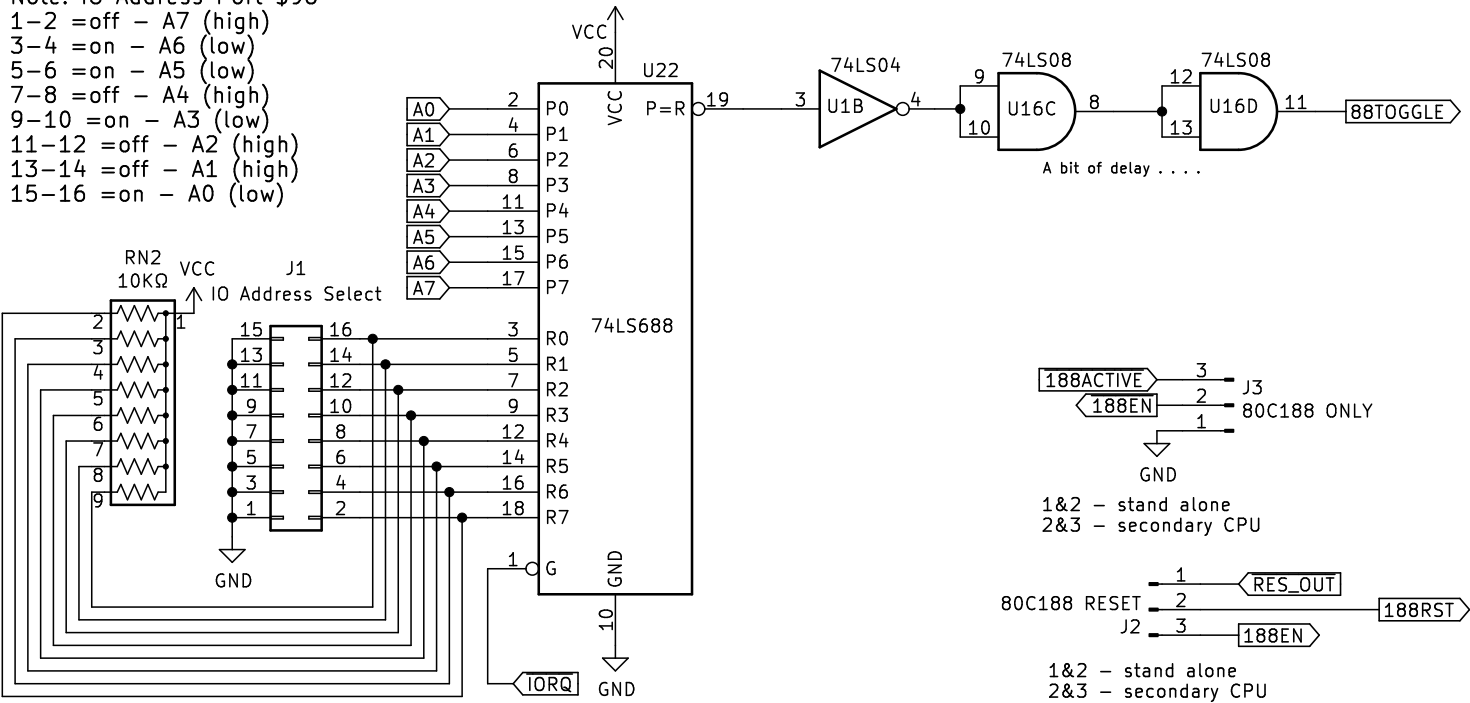 1-2 =off - A7 (high)
3-4 =on - A6 (low)
5-6 =on - A5 (low)
7-8 =off - A4 (high)
9-10 =on - A3 (low)
11-12 =off - A2 (high)
13-14 =off - A1 (high)
15-16 =on - A0 (low)
RN2
10KΩ
VCC
1
2
3
4
5
6
7
8
9
J1
IO Address Select
15 16
13 14
11 12
9 10
7 8
5 6
3 4
1 2
GND
VCC
20
U22
VCC
A0 2 P0
A1 4 P1
A2 6 P2
A3 8 P3
A4 11 P4
A5 13 P5
A6 15 P6
A7 17 P7
P=R 19
74LS688
3 R0
5 R1
7 R2
9 R3
12 R4
14 R5
16 R6
18 R7
1 G
GND
10
IORQ
GND
74LS04
3 U1B 4
74LS08
9
10
U16C
8
74LS08
12
13
U16D
11
88TOGGLE
A bit of delay . . . .
188ACTIVE 3
188EN 2
1
J3
80C188 ONLY
GND
1&2 - stand alone
2&3 - secondary CPU
1 RES_OUT
80C188 RESET 2 188RST
J2 3 188EN
1&2 - stand alone
2&3 - secondary CPU